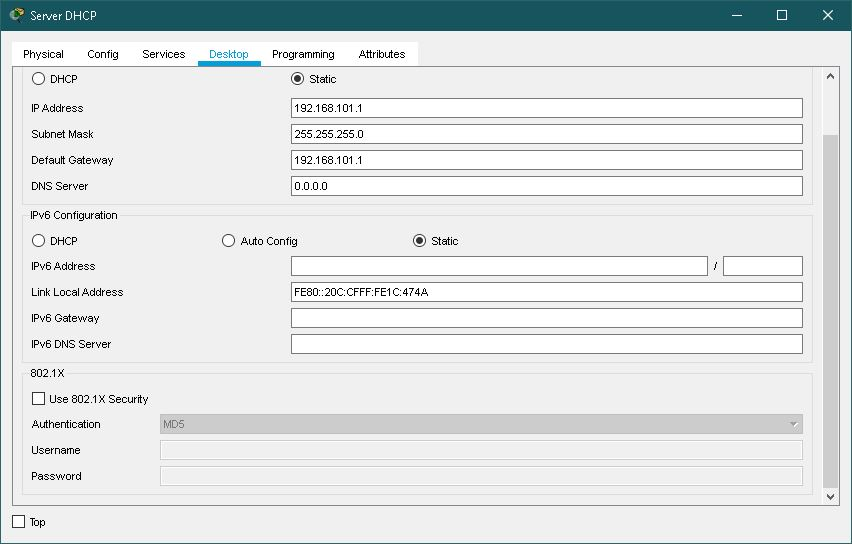 Server DHCP
Physical Config Services Desktop Programming Attributes
DHCP Static
IP Address 192.168.101.1
Subnet Mask 255.255.255.0
Default Gateway 192.168.101.1
DNS Server 0.0.0.0
IPv6 Configuration
DHCP Auto Config Static
IPv6 Address /
Link Local Address FE80::20C:CFFF:FE1C:474A
IPv6 Gateway
IPv6 DNS Server
802.1X
Use 802.1X Security
Authentication MD5
Username
Password
Top